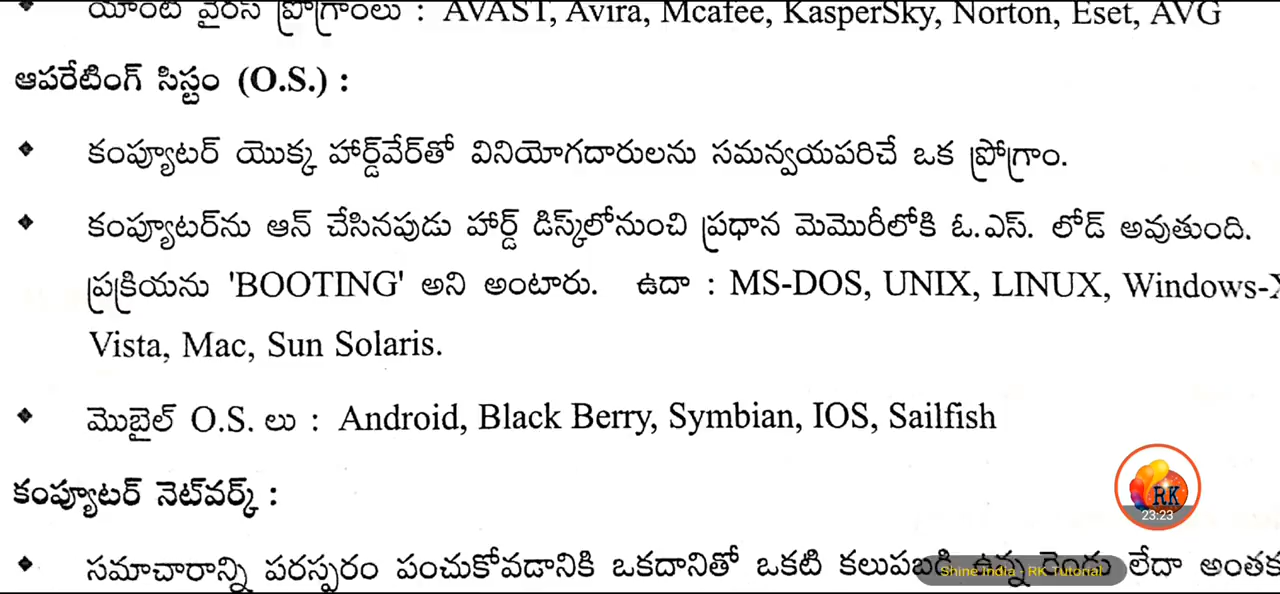 యాంటీ వైరస్ ప్రోగ్రాంలు : AVAST, Avira, Mcafee, KasperSky, Norton, Eset, AVG
ఆపరేటింగ్ సిస్టం (O.S.) :
❖ కంప్యూటర్ యొక్క హార్డ్‌వేర్‌తో వినియోగదారులను సమన్వయపరిచే ఒక ప్రోగ్రాం.
❖ కంప్యూటర్‌ను ఆన్ చేసినపుడు హార్డ్ డిస్క్‌లోనుంచి ప్రధాన మెమొరీలోకి ఓ.ఎస్. లోడ్ అవుతుంది.
ప్రక్రియను 'BOOTING' అని అంటారు. ఉదా : MS-DOS, UNIX, LINUX, Windows-X
Vista, Mac, Sun Solaris.
❖ మొబైల్ O.S. లు : Android, Black Berry, Symbian, IOS, Sailfish
RK
23:23
కంప్యూటర్ నెట్‌వర్క్ :
❖ సమాచారాన్ని పరస్పరం పంచుకోవడానికి ఒకదానితో ఒకటి కలుపబడి ఉన్న రెండు లేదా అంతక
Shine India - RK Tutorial